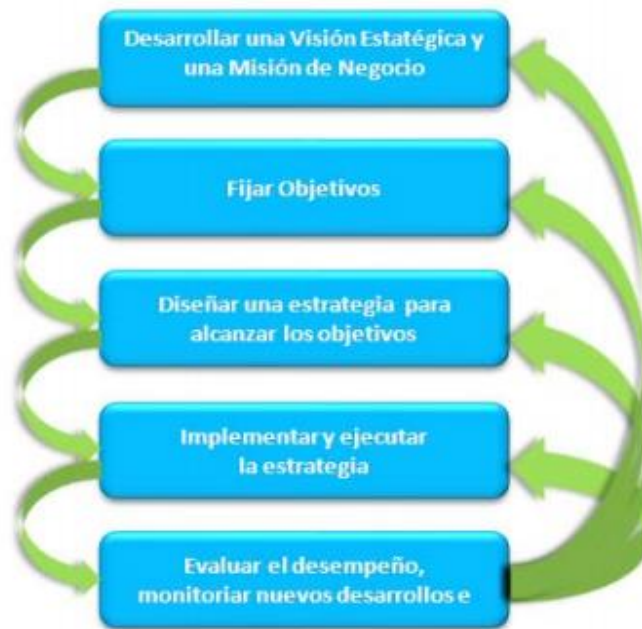 Desarrollar una Visión Estatégica y
una Misión de Negocio
Fijar Objetivos
Diseñar una estrategia para
alcanzar los objetivos
Implementar y ejecutar
la estrategia
Evaluar el desempeño,
monitoriar nuevos desarrollos e